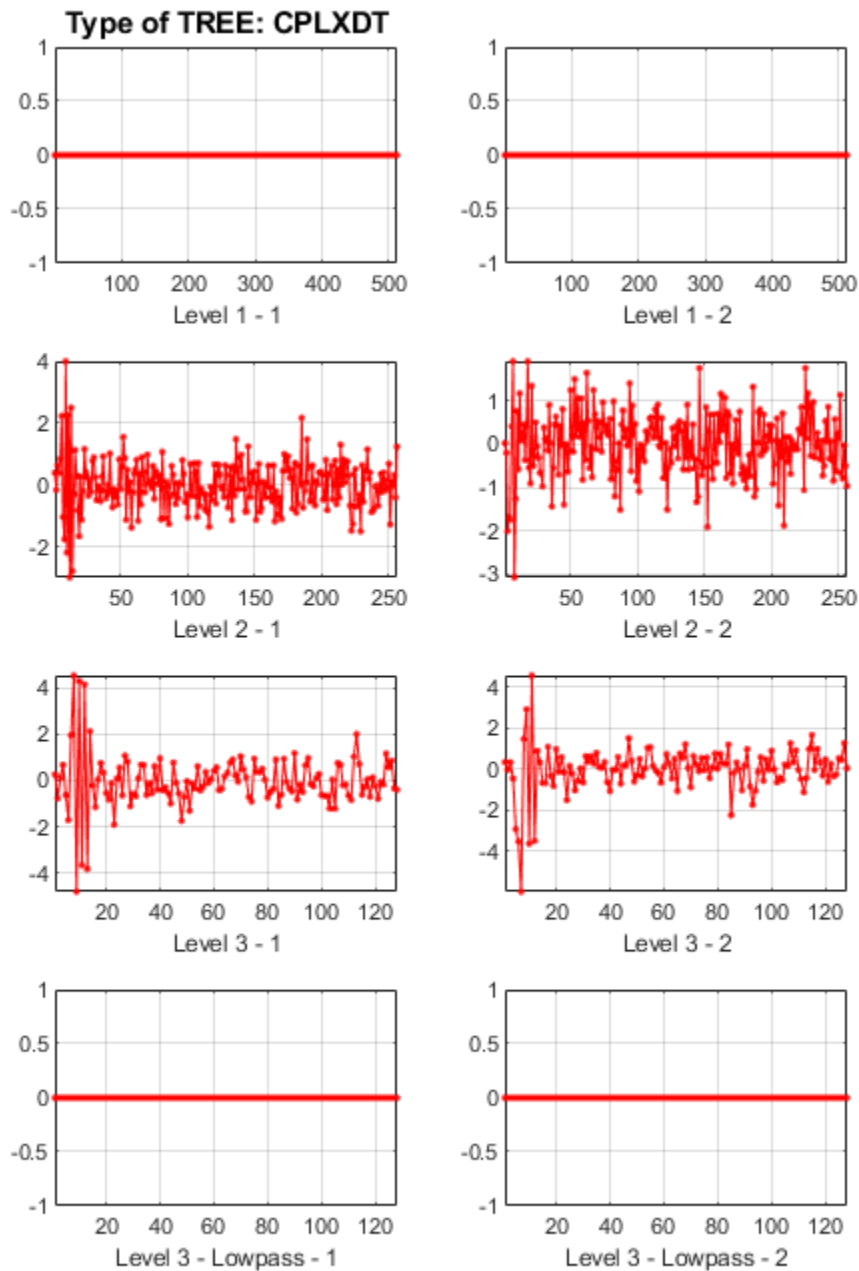 Type of TREE: CPLXDT
1
0.5
0
-0.5
-1
100 200 300 400 500
Level 1 - 1
1
0.5
0
-0.5
-1
100 200 300 400 500
Level 1 - 2
4
2
0
-2
50 100 150 200 250
Level 2 - 1
1
0
-1
-2
-3
50 100 150 200 250
Level 2 - 2
4
2
0
-2
-4
20 40 60 80 100 120
Level 3 - 1
4
2
0
-2
-4
20 40 60 80 100 120
Level 3 - 2
1
0.5
0
-0.5
-1
20 40 60 80 100 120
Level 3 - Lowpass - 1
1
0.5
0
-0.5
-1
20 40 60 80 100 120
Level 3 - Lowpass - 2